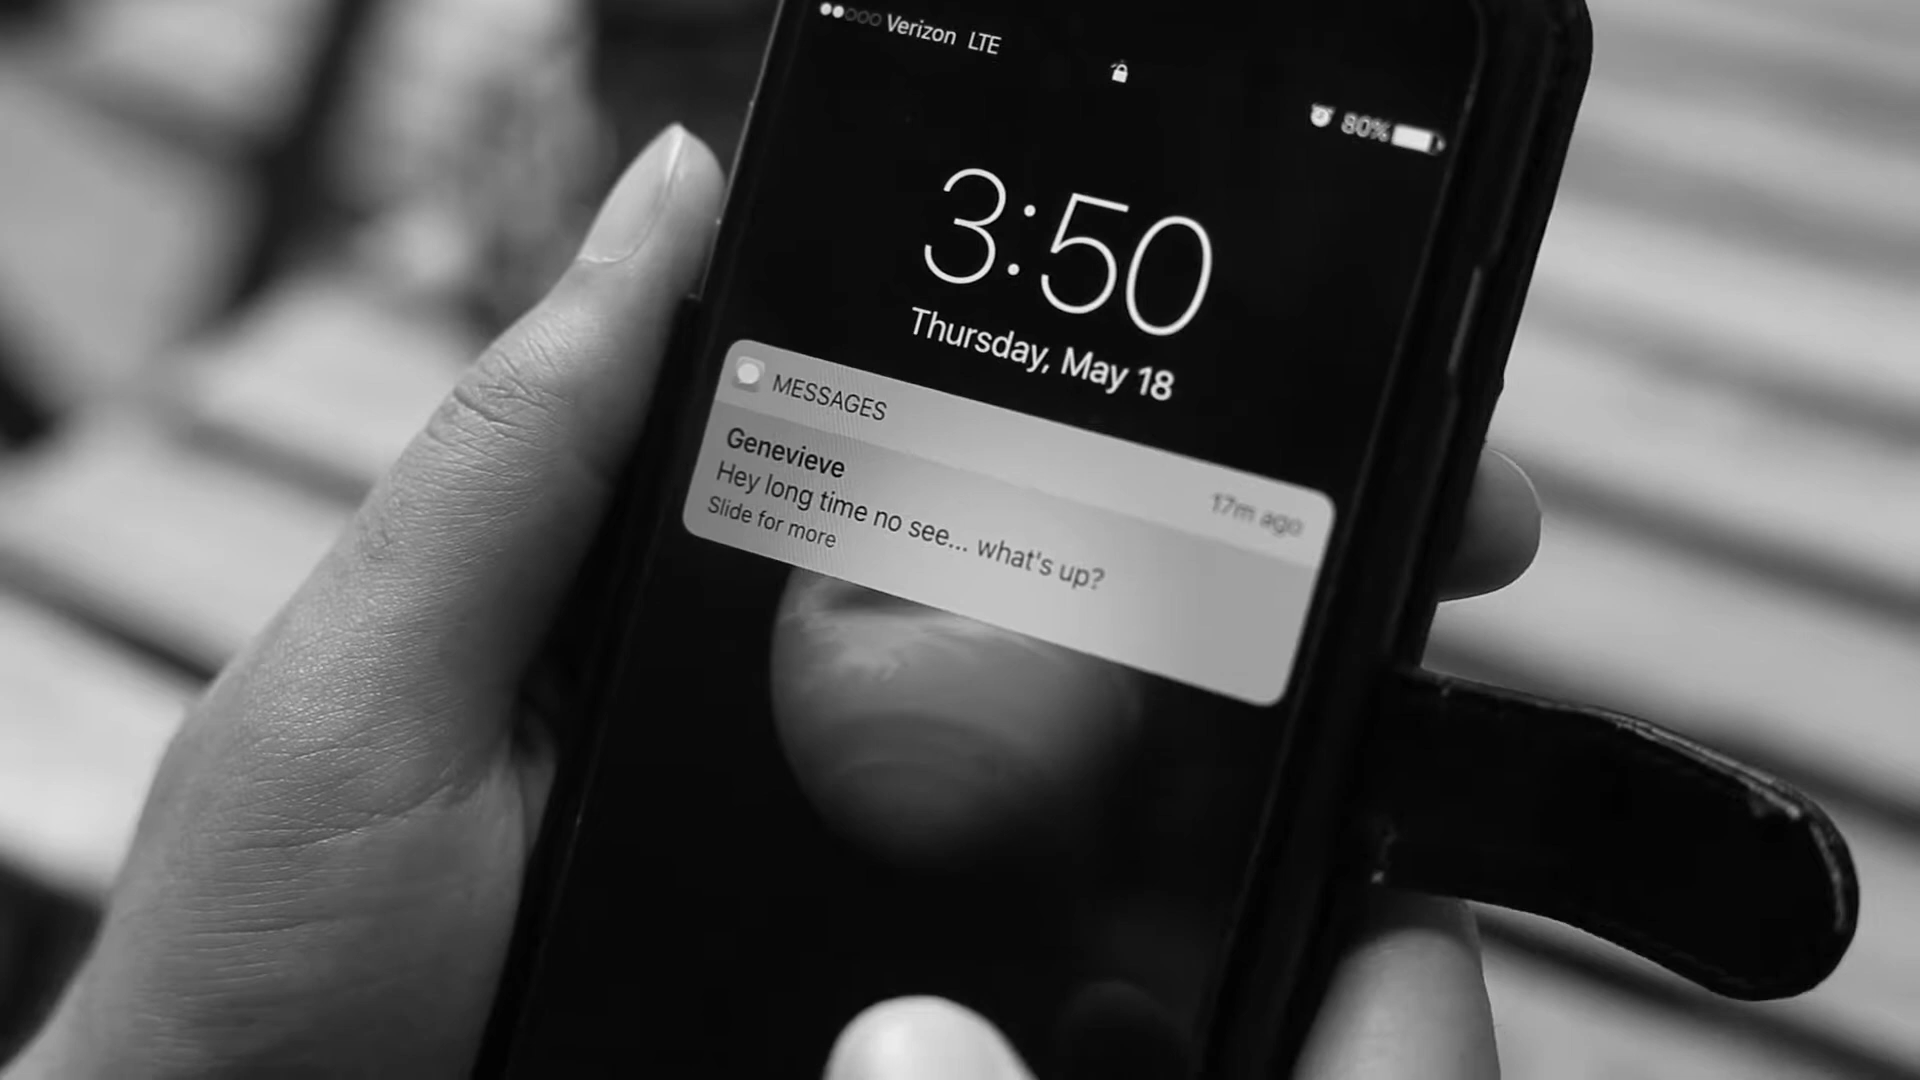 Verizon LTE
80%
3:50
Thursday, May 18
MESSAGES
17m ago
Genevieve
Hey long time no see... what's up?
Slide for more